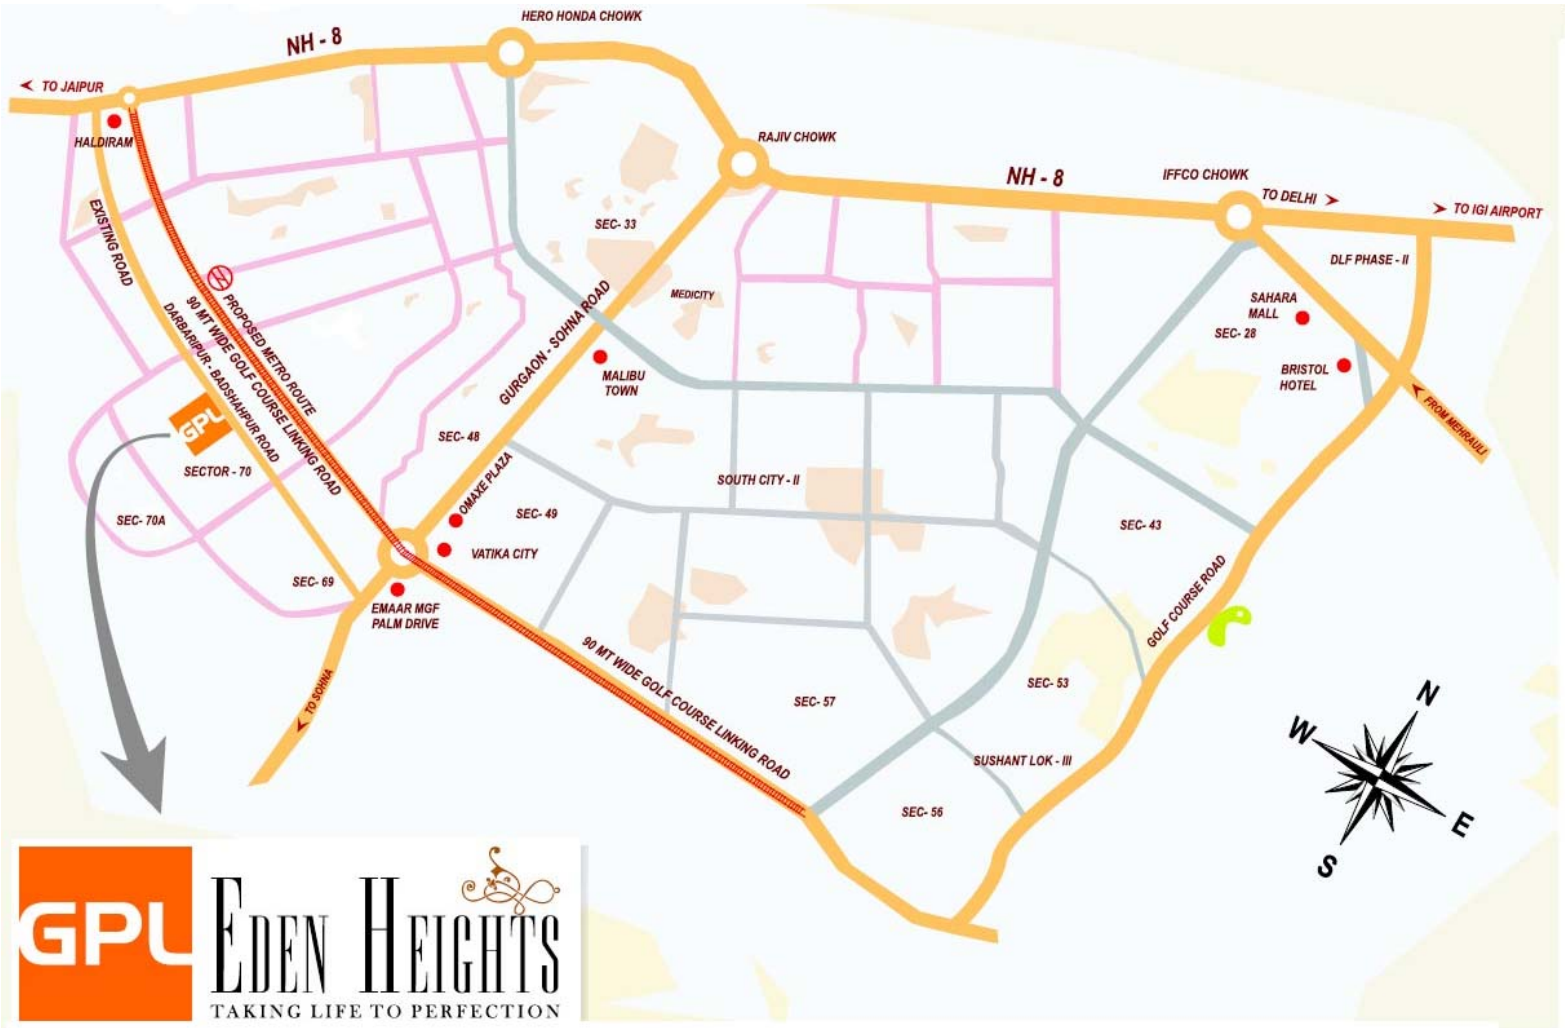 HERO HONDA CHOWK
NH - 8
TO JAIPUR
HALDIRAM
RAJIV CHOWK
NH - 8
IFFCO CHOWK
TO DELHI
TO IGI AIRPORT
EXISTING ROAD
SEC- 33
DLF PHASE - II
MEDICITY
SAHARA
MALL
SEC- 28
PROPOSED METRO ROUTE
90 MT WIDE GOLF COURSE LINKING ROAD
DARBARIPUR - BADSHAHPUR ROAD
GURGAON - SOHNA ROAD
MALIBU
TOWN
BRISTOL
HOTEL
FROM MEHRAULI
GPL
SECTOR - 70
SEC- 48
OMAXE PLAZA
SOUTH CITY - II
SEC- 70A
SEC- 49
SEC- 43
VATIKA CITY
SEC- 69
EMAAR MGF
PALM DRIVE
GOLF COURSE ROAD
TO SOHNA
90 MT WIDE GOLF COURSE LINKING ROAD
SEC- 53
SEC- 57
SUSHANT LOK - III
SEC- 56
N
W
E
S
GPL
EDEN HEIGHTS
TAKING LIFE TO PERFECTION